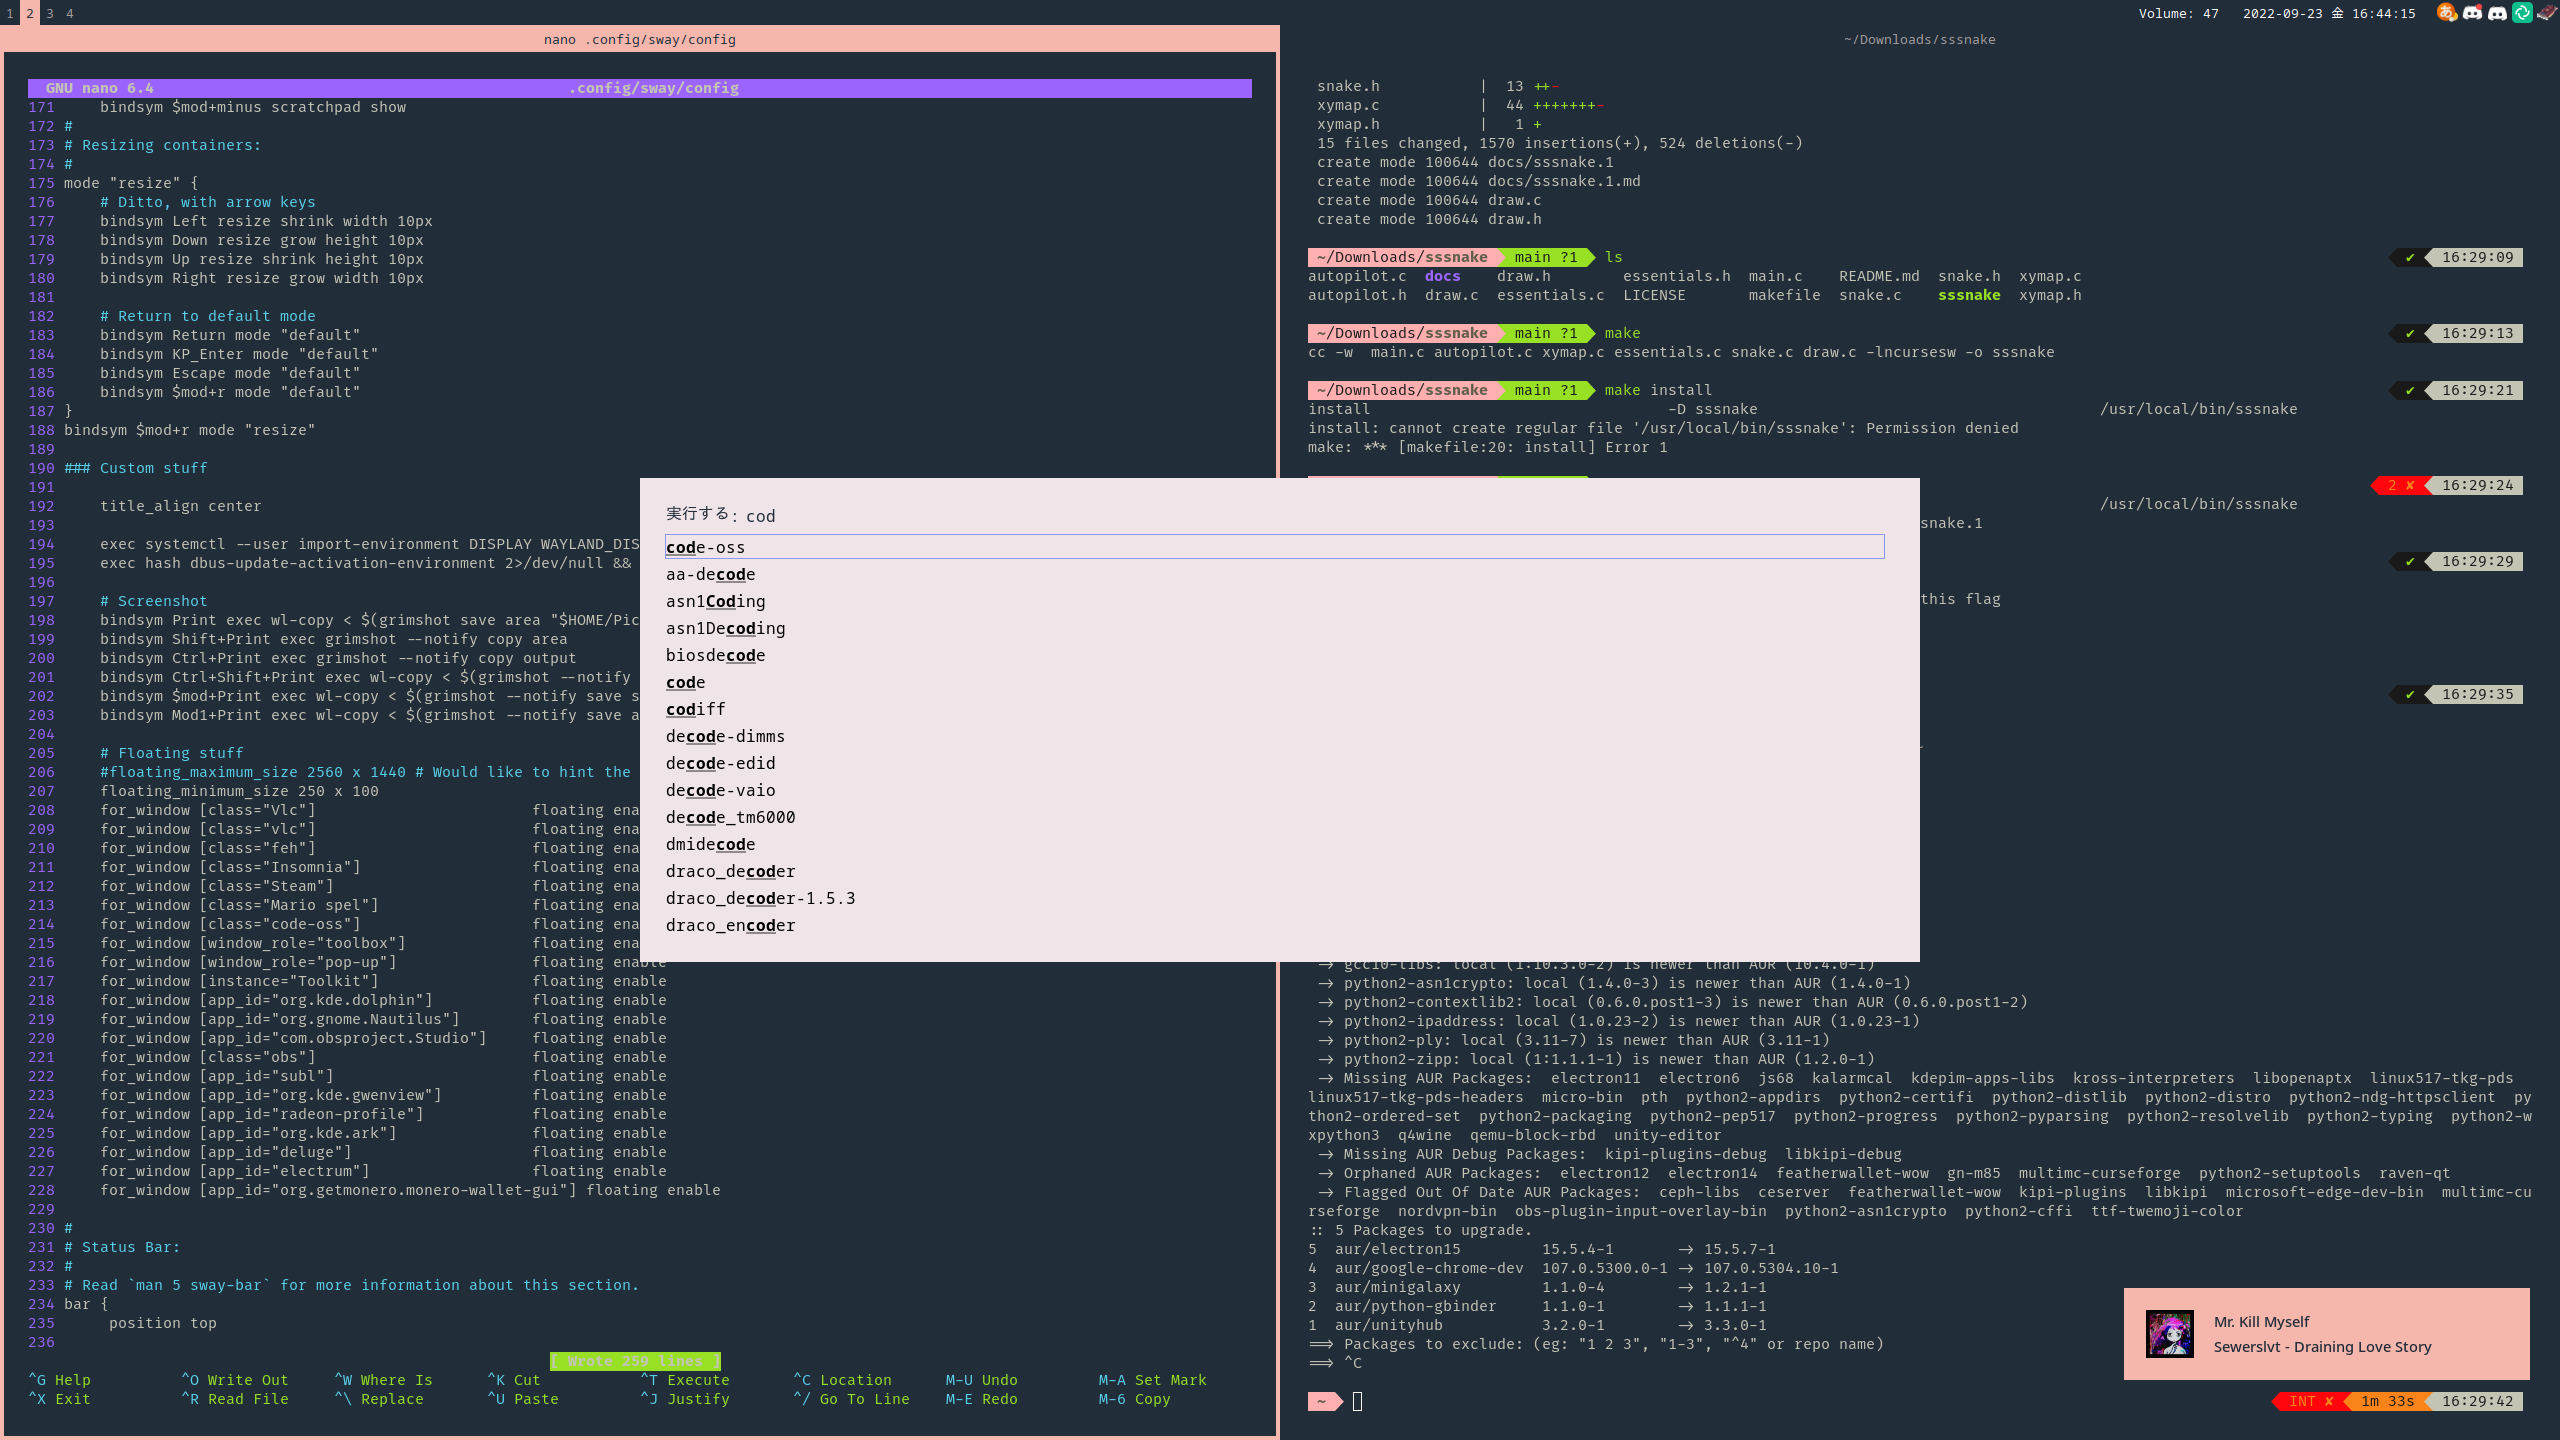 1 2 3 4
Volume: 47 2022-09-23 金 16:44:15
nano .config/sway/config
GNU nano 6.4 .config/sway/config
171 bindsym $mod+minus scratchpad show
172 #
173 # Resizing containers:
174 #
175 mode "resize" {
176 # Ditto, with arrow keys
177 bindsym Left resize shrink width 10px
178 bindsym Down resize grow height 10px
179 bindsym Up resize shrink height 10px
180 bindsym Right resize grow width 10px
181
182 # Return to default mode
183 bindsym Return mode "default"
184 bindsym KP_Enter mode "default"
185 bindsym Escape mode "default"
186 bindsym $mod+r mode "default"
187 }
188 bindsym $mod+r mode "resize"
189
190 ### Custom stuff
191
192 title_align center
193
194 exec systemctl --user import-environment DISPLAY WAYLAND_DIS
195 exec hash dbus-update-activation-environment 2>/dev/null &&
196
197 # Screenshot
198 bindsym Print exec wl-copy < $(grimshot save area "$HOME/Pic
199 bindsym Shift+Print exec grimshot --notify copy area
200 bindsym Ctrl+Print exec grimshot --notify copy output
201 bindsym Ctrl+Shift+Print exec wl-copy < $(grimshot --notify
202 bindsym $mod+Print exec wl-copy < $(grimshot --notify save s
203 bindsym Mod1+Print exec wl-copy < $(grimshot --notify save a
204
205 # Floating stuff
206 #floating_maximum_size 2560 x 1440 # Would like to hint the
207 floating_minimum_size 250 x 100
208 for_window [class="Vlc"] floating ena
209 for_window [class="vlc"] floating ena
210 for_window [class="feh"] floating ena
211 for_window [class="Insomnia"] floating ena
212 for_window [class="Steam"] floating ena
213 for_window [class="Mario spel"] floating ena
214 for_window [class="code-oss"] floating ena
215 for_window [window_role="toolbox"] floating ena
216 for_window [window_role="pop-up"] floating enable
217 for_window [instance="Toolkit"] floating enable
218 for_window [app_id="org.kde.dolphin"] floating enable
219 for_window [app_id="org.gnome.Nautilus"] floating enable
220 for_window [app_id="com.obsproject.Studio"] floating enable
221 for_window [class="obs"] floating enable
222 for_window [app_id="subl"] floating enable
223 for_window [app_id="org.kde.gwenview"] floating enable
224 for_window [app_id="radeon-profile"] floating enable
225 for_window [app_id="org.kde.ark"] floating enable
226 for_window [app_id="deluge"] floating enable
227 for_window [app_id="electrum"] floating enable
228 for_window [app_id="org.getmonero.monero-wallet-gui"] floating enable
229
230 #
231 # Status Bar:
232 #
233 # Read `man 5 sway-bar` for more information about this section.
234 bar {
235 position top
236
[ Wrote 259 lines ]
^G Help ^O Write Out ^W Where Is ^K Cut ^T Execute ^C Location M-U Undo M-A Set Mark
^X Exit ^R Read File ^\ Replace ^U Paste ^J Justify ^/ Go To Line M-E Redo M-6 Copy
実行する: cod
code-oss
aa-decode
asn1Coding
asn1Decoding
biosdecode
code
codiff
decode-dimms
decode-edid
decode-vaio
decode_tm6000
dmidecode
draco_decoder
draco_decoder-1.5.3
draco_encoder
~/Downloads/sssnake
snake.h | 13 ++-
xymap.c | 44 +++++++-
xymap.h | 1 +
15 files changed, 1570 insertions(+), 524 deletions(-)
create mode 100644 docs/sssnake.1
create mode 100644 docs/sssnake.1.md
create mode 100644 draw.c
create mode 100644 draw.h
~/Downloads/sssnake main ?1 ls ✔ 16:29:09
autopilot.c docs draw.h essentials.h main.c README.md snake.h xymap.c
autopilot.h draw.c essentials.c LICENSE makefile snake.c sssnake xymap.h
~/Downloads/sssnake main ?1 make ✔ 16:29:13
cc -w main.c autopilot.c xymap.c essentials.c snake.c draw.c -lncursesw -o sssnake
~/Downloads/sssnake main ?1 make install ✔ 16:29:21
install -D sssnake /usr/local/bin/sssnake
install: cannot create regular file '/usr/local/bin/sssnake': Permission denied
make: *** [makefile:20: install] Error 1
2 ✘ 16:29:24
/usr/local/bin/sssnake
snake.1
✔ 16:29:29
this flag
✔ 16:29:35
-> gcc10-libs: local (1:10.3.0-2) is newer than AUR (10.4.0-1)
-> python2-asn1crypto: local (1.4.0-3) is newer than AUR (1.4.0-1)
-> python2-contextlib2: local (0.6.0.post1-3) is newer than AUR (0.6.0.post1-2)
-> python2-ipaddress: local (1.0.23-2) is newer than AUR (1.0.23-1)
-> python2-ply: local (3.11-7) is newer than AUR (3.11-1)
-> python2-zipp: local (1:1.1.1-1) is newer than AUR (1.2.0-1)
-> Missing AUR Packages: electron11 electron6 js68 kalarmcal kdepim-apps-libs kross-interpreters libopenaptx linux517-tkg-pds
linux517-tkg-pds-headers micro-bin pth python2-appdirs python2-certifi python2-distlib python2-distro python2-ndg-httpsclient py
thon2-ordered-set python2-packaging python2-pep517 python2-progress python2-pyparsing python2-resolvelib python2-typing python2-w
xpython3 q4wine qemu-block-rbd unity-editor
-> Missing AUR Debug Packages: kipi-plugins-debug libkipi-debug
-> Orphaned AUR Packages: electron12 electron14 featherwallet-wow gn-m85 multimc-curseforge python2-setuptools raven-qt
-> Flagged Out Of Date AUR Packages: ceph-libs ceserver featherwallet-wow kipi-plugins libkipi microsoft-edge-dev-bin multimc-cu
rseforge nordvpn-bin obs-plugin-input-overlay-bin python2-asn1crypto python2-cffi ttf-twemoji-color
:: 5 Packages to upgrade.
5 aur/electron15 15.5.4-1 -> 15.5.7-1
4 aur/google-chrome-dev 107.0.5300.0-1 -> 107.0.5304.10-1
3 aur/minigalaxy 1.1.0-4 -> 1.2.1-1
2 aur/python-gbinder 1.1.0-1 -> 1.1.1-1
1 aur/unityhub 3.2.0-1 -> 3.3.0-1
==> Packages to exclude: (eg: "1 2 3", "1-3", "^4" or repo name)
==> ^C
~ INT ✘ 1m 33s 16:29:42
Mr. Kill Myself
Sewerslvt - Draining Love Story